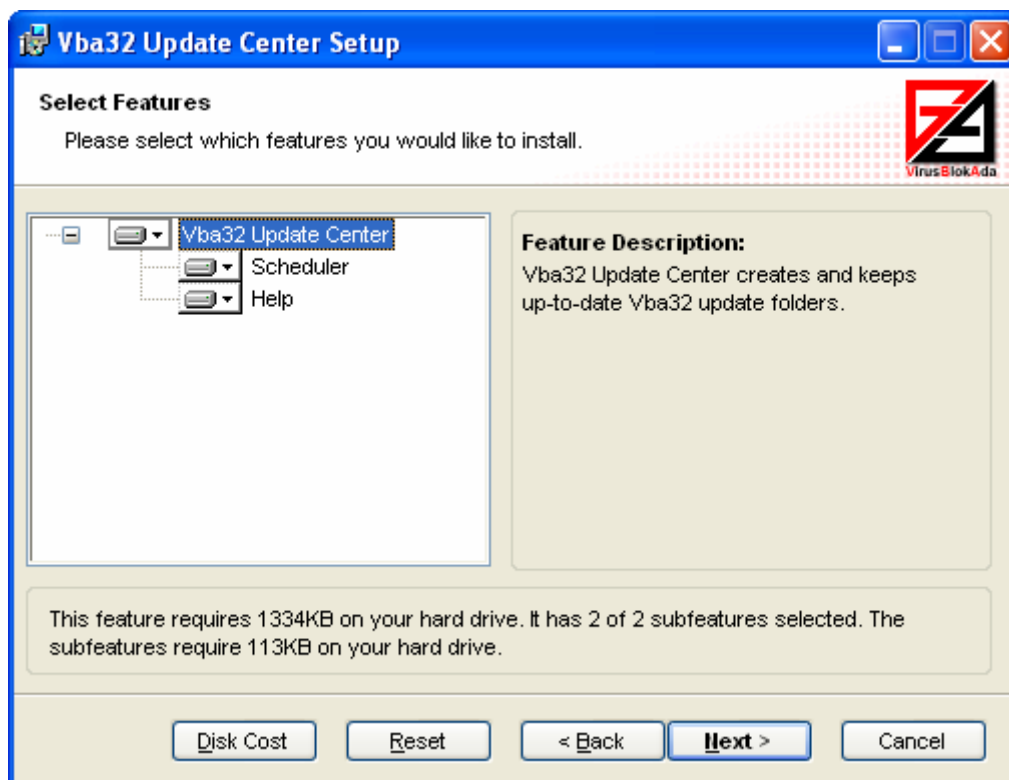 Vba32 Update Center Setup
Select Features
Please select which features you would like to install.
VirusBlokAda
Vba32 Update Center
Scheduler
Help
Feature Description:
Vba32 Update Center creates and keeps
up-to-date Vba32 update folders.
This feature requires 1334KB on your hard drive. It has 2 of 2 subfeatures selected. The
subfeatures require 113KB on your hard drive.
Disk Cost
Reset
< Back
Next >
Cancel